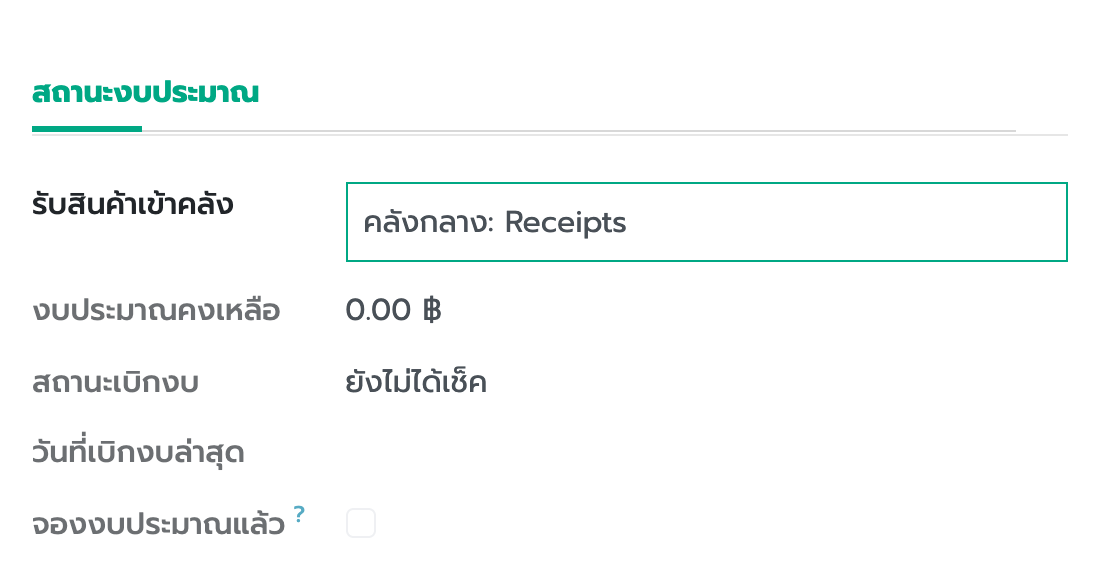 สถานะงบประมาณ
รับสินค้าเข้าคลัง คลังกลาง: Receipts
งบประมาณคงเหลือ 0.00 ฿
สถานะเบิกงบ ยังไม่ได้เช็ค
วันที่เบิกงบล่าสุด
จองงบประมาณแล้ว ?